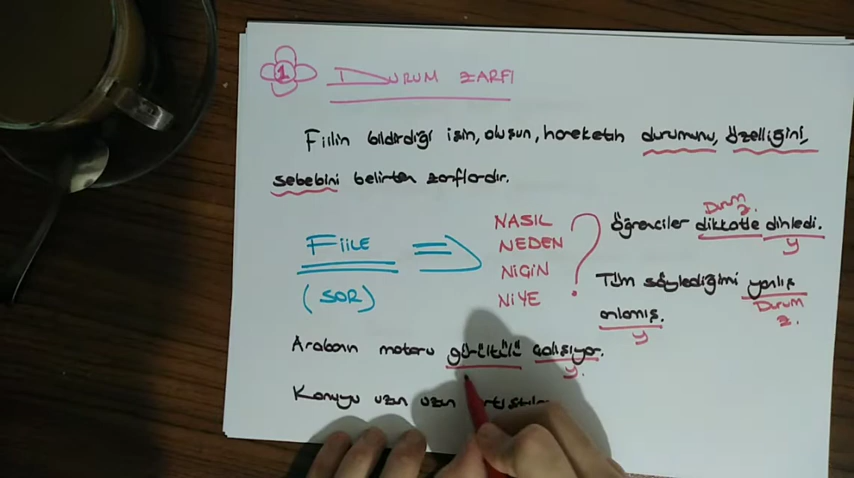 1 DURUM ZARFI
Fiilin bildirdiği işin, oluşun, hareketin durumunu, özelliğini,
sebebini belirten zarflardır.
FİİLE
(SOR)
NASIL
NEDEN
NİÇİN
NİYE
?
Durum
z.
Öğrenciler dikkatle dinledi.
y
Tüm söylediğimi yanlış
Durum
z.
anlamış.
y
Arabanın motoru gürültülü çalışıyor.
y.
Konuyu uzun uzun